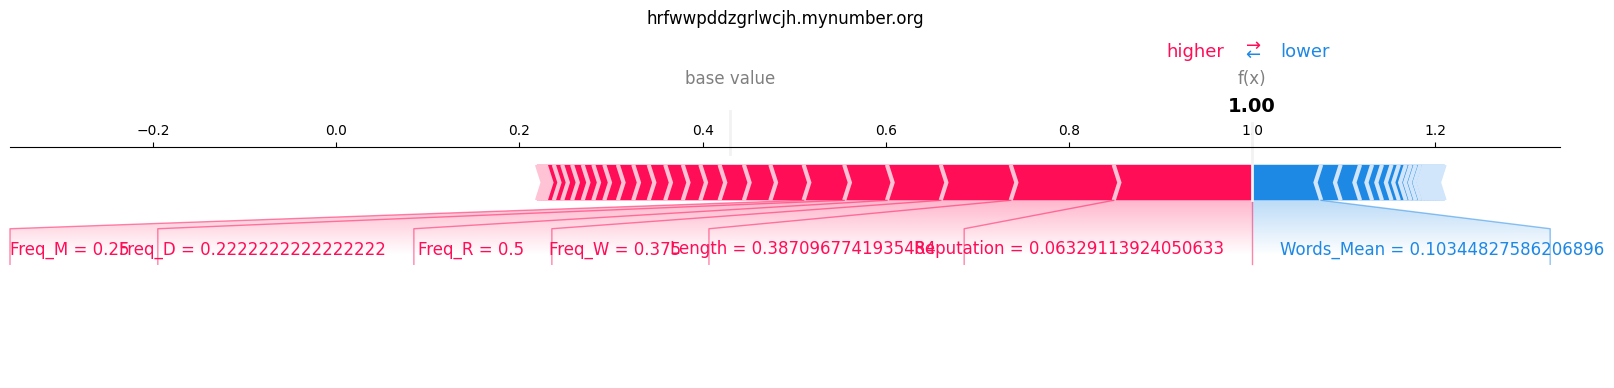 hrfwwpddzgrlwcjh.mynumber.org
higher ⇄ lower
base value f(x)
1.00
−0.2 0.0 0.2 0.4 0.6 0.8 1.0 1.2
Freq_M = 0.25 Freq_D = 0.2222222222222222 Freq_R = 0.5 Freq_W = 0.375 Length = 0.3870967741935484 Reputation = 0.06329113924050633 Words_Mean = 0.10344827586206896